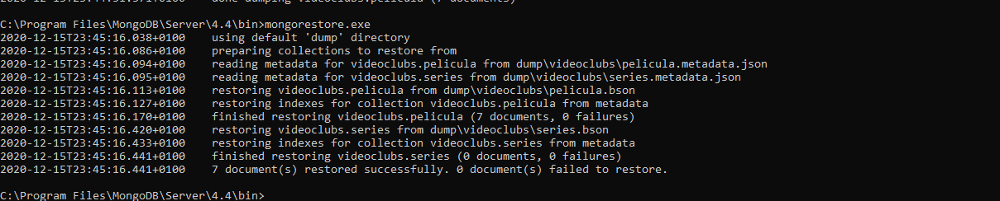 done dumping videoclubs.pelicula (7 documents)
C:\Program Files\MongoDB\Server\4.4\bin>mongorestore.exe
2020-12-15T23:45:16.038+0100    using default 'dump' directory
2020-12-15T23:45:16.086+0100    preparing collections to restore from
2020-12-15T23:45:16.094+0100    reading metadata for videoclubs.pelicula from dump\videoclubs\pelicula.metadata.json
2020-12-15T23:45:16.095+0100    reading metadata for videoclubs.series from dump\videoclubs\series.metadata.json
2020-12-15T23:45:16.113+0100    restoring videoclubs.pelicula from dump\videoclubs\pelicula.bson
2020-12-15T23:45:16.127+0100    restoring indexes for collection videoclubs.pelicula from metadata
2020-12-15T23:45:16.170+0100    finished restoring videoclubs.pelicula (7 documents, 0 failures)
2020-12-15T23:45:16.420+0100    restoring videoclubs.series from dump\videoclubs\series.bson
2020-12-15T23:45:16.433+0100    restoring indexes for collection videoclubs.series from metadata
2020-12-15T23:45:16.441+0100    finished restoring videoclubs.series (0 documents, 0 failures)
2020-12-15T23:45:16.441+0100    7 document(s) restored successfully. 0 document(s) failed to restore.
C:\Program Files\MongoDB\Server\4.4\bin>